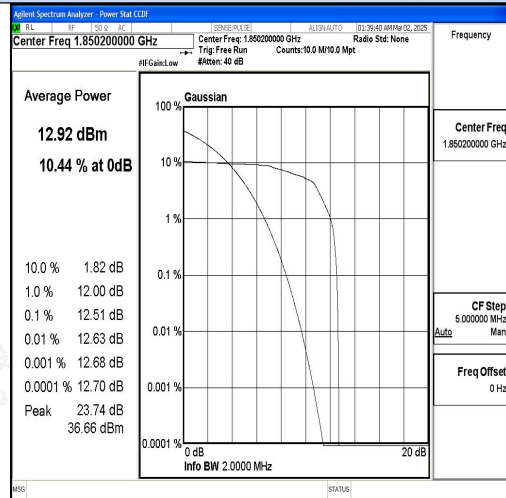 Agilent Spectrum Analyzer - Power Stat CCDF
RL RF 50 Ω AC SENSE:PULSE ALIGN AUTO 01:39:40 AM Mar 02, 2025
Center Freq 1.850200000 GHz
Center Freq: 1.850200000 GHz Radio Std: None
Trig: Free Run Counts:10.0 M/10.0 Mpt
#IFGain:Low #Atten: 40 dB
Frequency
Average Power
12.92 dBm
10.44 % at 0dB
10.0 % 1.82 dB
1.0 % 12.00 dB
0.1 % 12.51 dB
0.01 % 12.63 dB
0.001 % 12.68 dB
0.0001 % 12.70 dB
Peak 23.74 dB
36.66 dBm
Gaussian
100 %
10 %
1 %
0.1 %
0.01 %
0.001 %
0.0001 %
0 dB 20 dB
Info BW 2.0000 MHz
Center Freq
1.850200000 GHz
CF Step
5.000000 MHz
Auto Man
Freq Offset
0 Hz
MSG STATUS